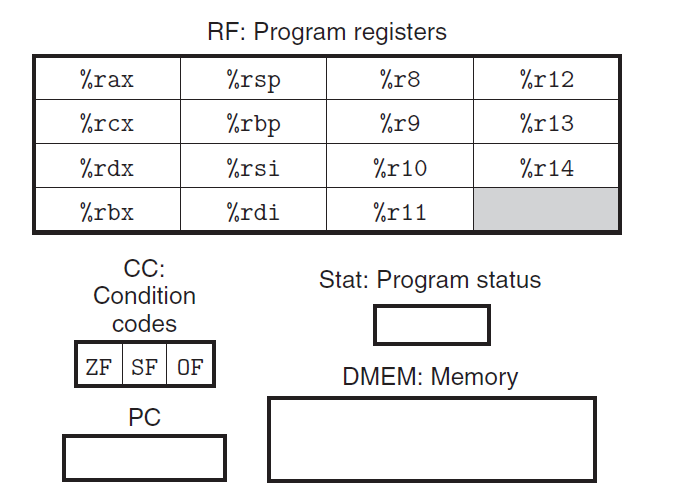 RF: Program registers
%rax %rsp %r8 %r12
%rcx %rbp %r9 %r13
%rdx %rsi %r10 %r14
%rbx %rdi %r11
CC:
Condition
codes
ZF SF OF
Stat: Program status
DMEM: Memory
PC